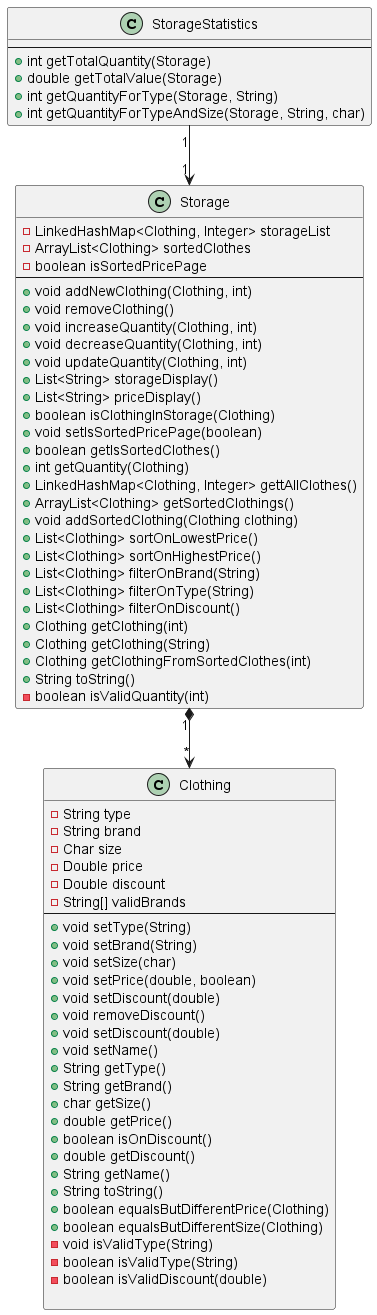 C StorageStatistics
int getTotalQuantity(Storage)
double getTotalValue(Storage)
int getQuantityForType(Storage, String)
int getQuantityForTypeAndSize(Storage, String, char)
1
1
C Storage
LinkedHashMap<Clothing, Integer> storageList
ArrayList<Clothing> sortedClothes
boolean isSortedPricePage
void addNewClothing(Clothing, int)
void removeClothing()
void increaseQuantity(Clothing, int)
void decreaseQuantity(Clothing, int)
void updateQuantity(Clothing, int)
List<String> storageDisplay()
List<String> priceDisplay()
boolean isClothingInStorage(Clothing)
void setIsSortedPricePage(boolean)
boolean getIsSortedClothes()
int getQuantity(Clothing)
LinkedHashMap<Clothing, Integer> gettAllClothes()
ArrayList<Clothing> getSortedClothings()
void addSortedClothing(Clothing clothing)
List<Clothing> sortOnLowestPrice()
List<Clothing> sortOnHighestPrice()
List<Clothing> filterOnBrand(String)
List<Clothing> filterOnType(String)
List<Clothing> filterOnDiscount()
Clothing getClothing(int)
Clothing getClothing(String)
Clothing getClothingFromSortedClothes(int)
String toString()
boolean isValidQuantity(int)
1
*
C Clothing
String type
String brand
Char size
Double price
Double discount
String[] validBrands
void setType(String)
void setBrand(String)
void setSize(char)
void setPrice(double, boolean)
void setDiscount(double)
void removeDiscount()
void setDiscount(double)
void setName()
String getType()
String getBrand()
char getSize()
double getPrice()
boolean isOnDiscount()
double getDiscount()
String getName()
String toString()
boolean equalsButDifferentPrice(Clothing)
boolean equalsButDifferentSize(Clothing)
void isValidType(String)
boolean isValidType(String)
boolean isValidDiscount(double)